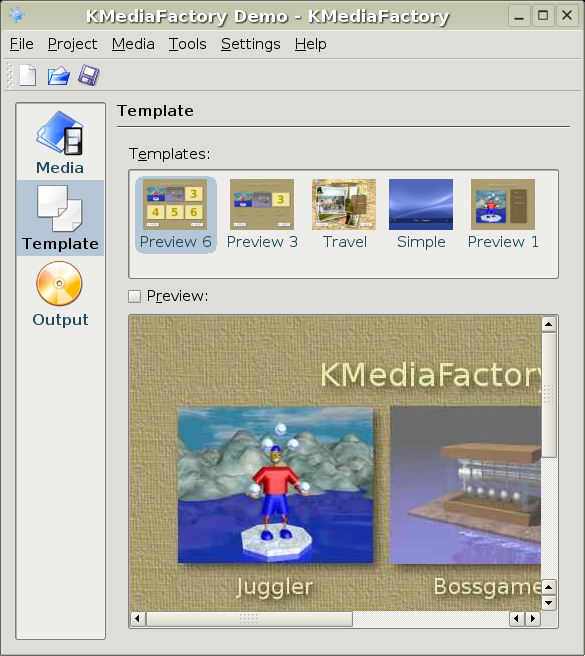 KMediaFactory Demo - KMediaFactory
File Project Media Tools Settings Help
Template
Media
Template
Output
Templates:
3
4 5 6
3
Preview 6 Preview 3 Travel Simple Preview 1
Preview:
KMediaFactory
Juggler Bossgame